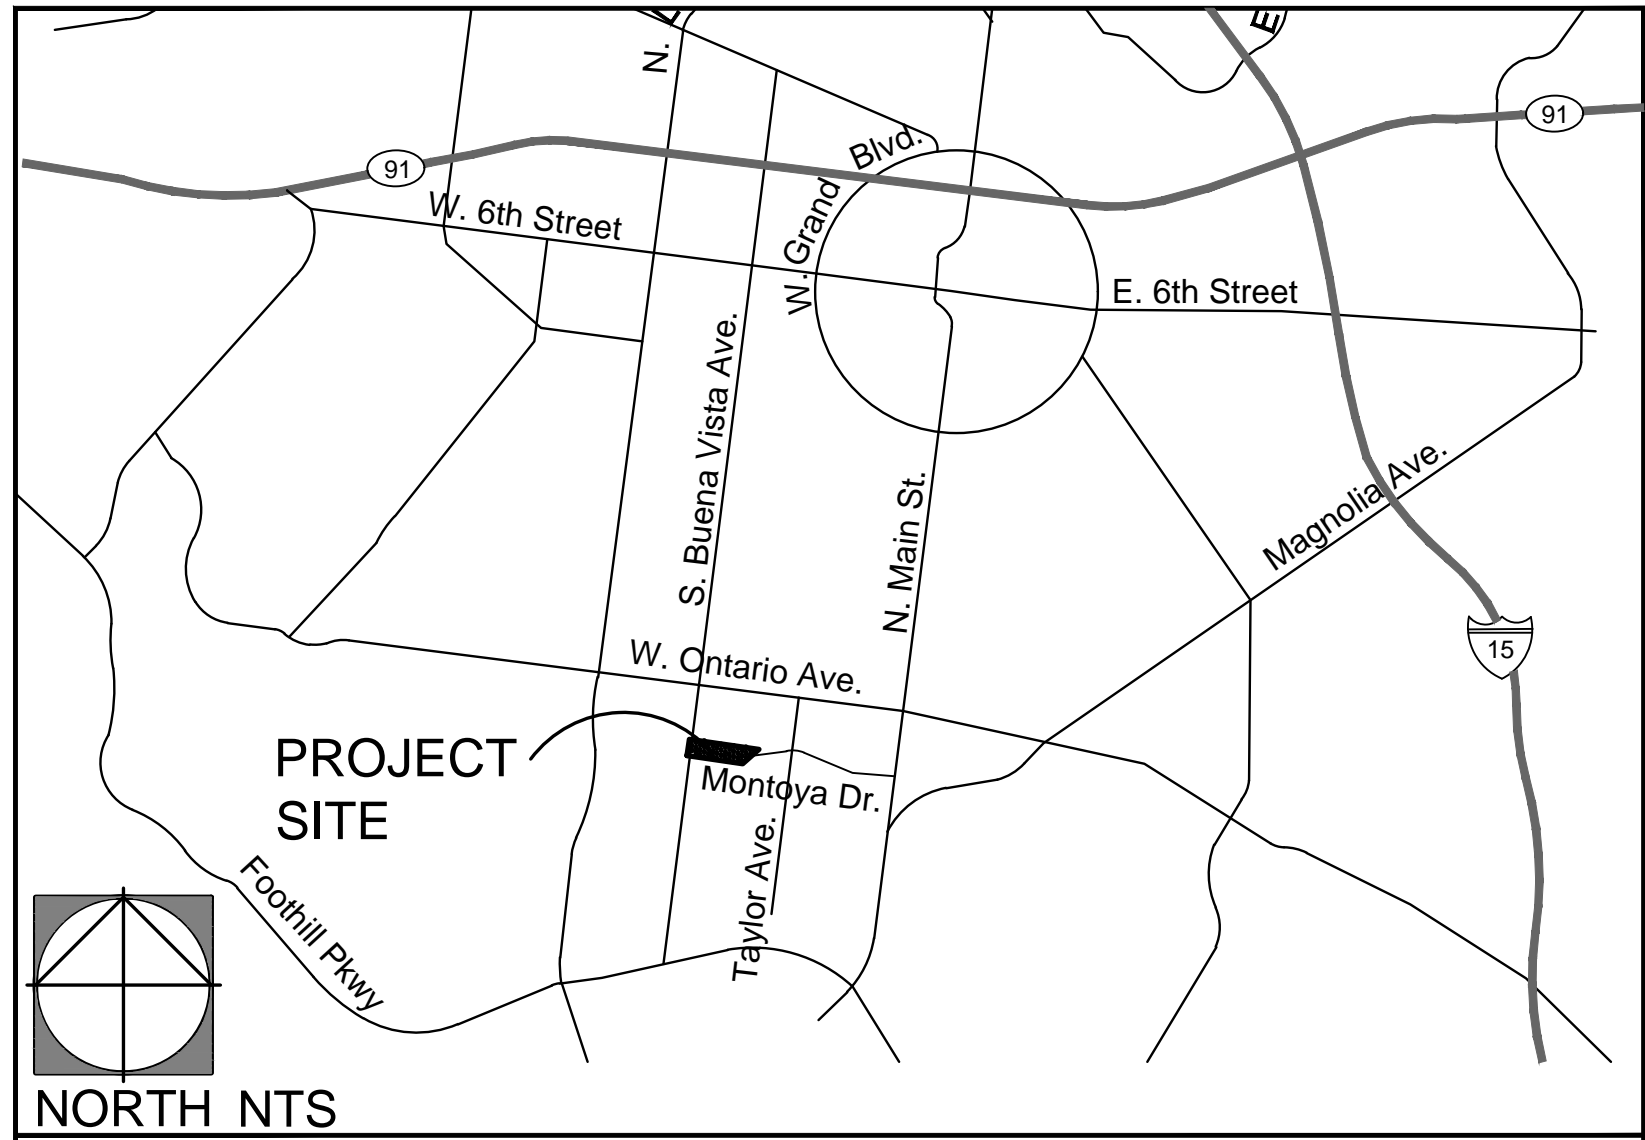 N.
E
91
91
Blvd.
W. 6th Street
W. Grand
E. 6th Street
S. Buena Vista Ave.
Magnolia Ave.
N. Main St.
W. Ontario Ave.
15
PROJECT
SITE
Montoya Dr.
Taylor Ave.
Foothill Pkwy
NORTH NTS